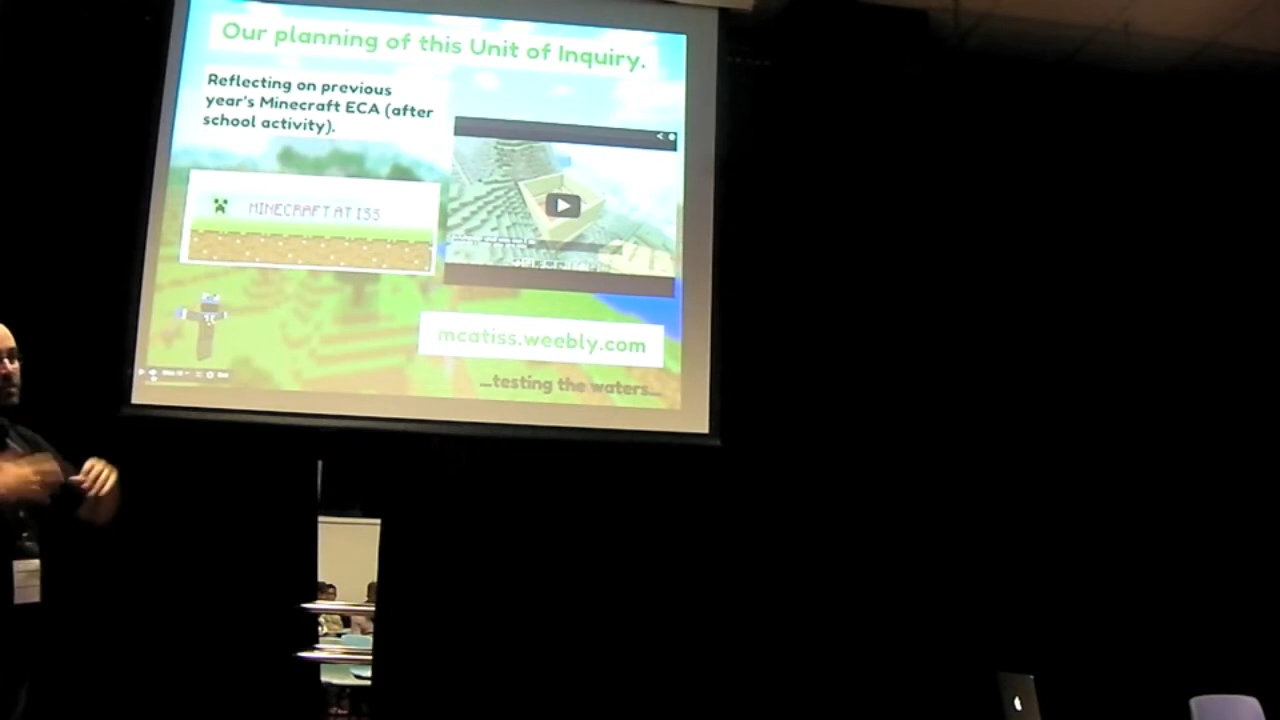 Our planning of this Unit of Inquiry.
Reflecting on previous
year's Minecraft ECA (after
school activity).
MINECRAFT AT ISS
mcatiss.weebly.com
...testing the waters...